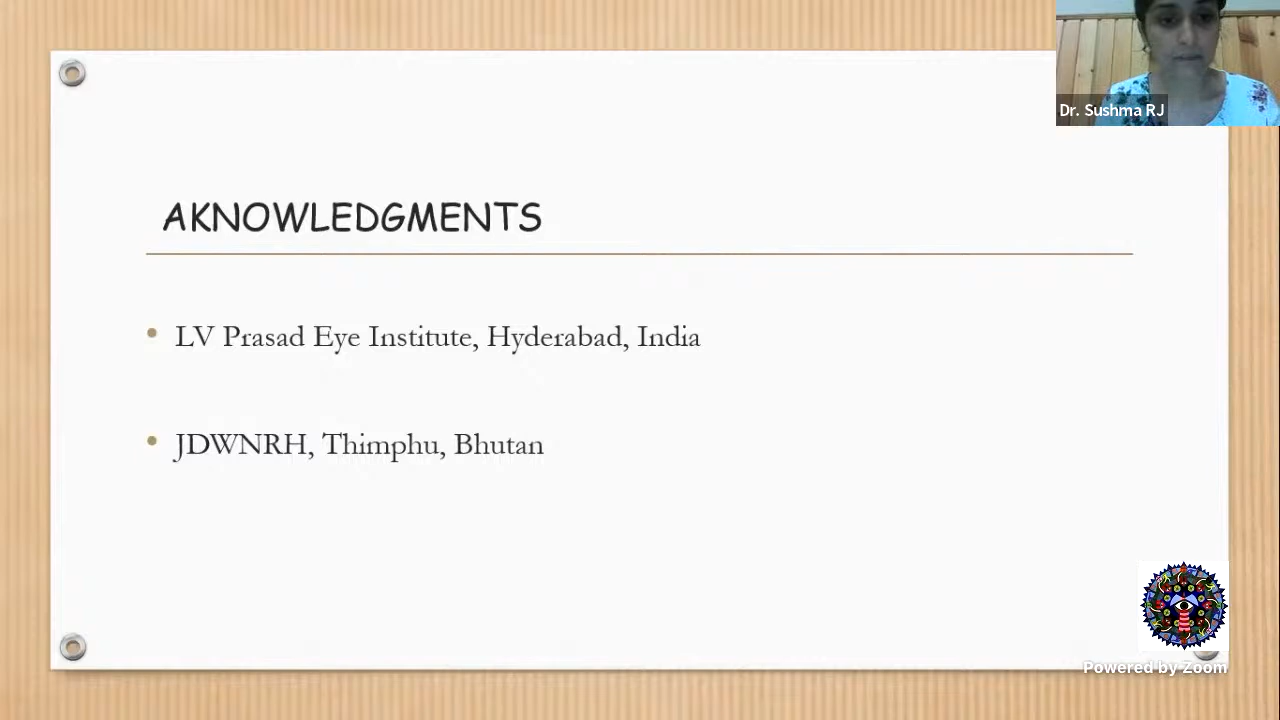 Dr. Sushma RJ
AKNOWLEDGMENTS
LV Prasad Eye Institute, Hyderabad, India
JDWNRH, Thimphu, Bhutan
Powered by Zoom